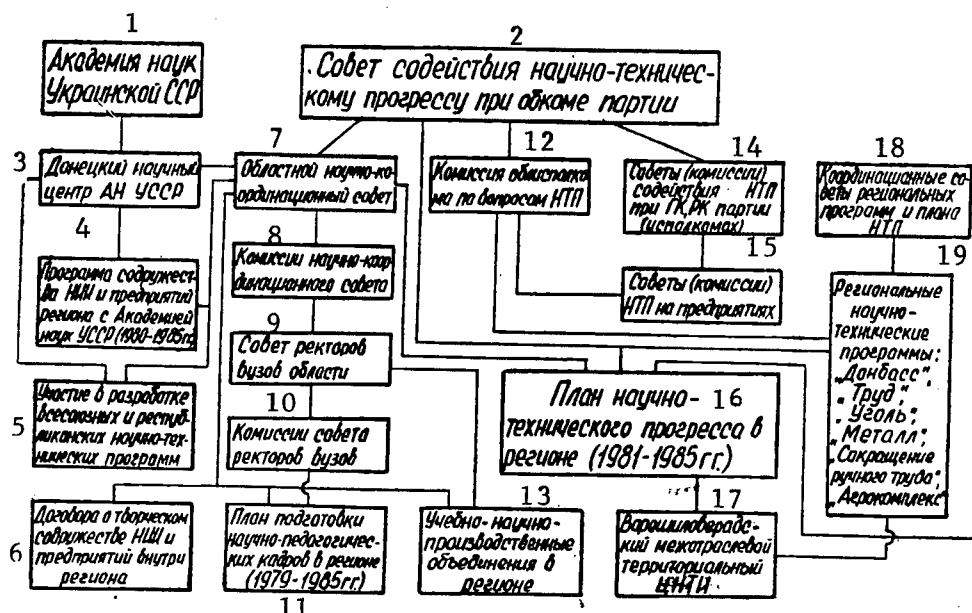 1
Академия наук
Украинской ССР
2
Совет содействия научно-техничес-
кому прогрессу при обкоме партии
3
Донецкий научный
центр АН УССР
7
Областной научно-ко-
ординационный совет
12
Комиссия облисполко-
ма по вопросам НТП
14
Советы (комиссии)
содействия НТП
при ГК, РК партии
(исполкомах)
18
Координационные со-
веты региональных
программ и плана
НТП
4
Программа содружест-
ва НИИ и предприятий
региона с Академией
наук УССР (1980-1985гг)
8
Комиссии научно-коор-
динационного совета
15
Советы (комиссии)
НТП на предприятиях
19
Региональные
научно-
технические
программы:
„Донбасс",
„Труд",
„Уголь",
„Металл",
„Сокращение
ручного труда",
„Аерокомплекс"
9
Совет ректоров
вузов области
5
Участие в разработке
всесоюзных и респуб-
ликанских научно-тех-
нических программ
10
Комиссии совета
ректоров вузов
16
План научно-
технического прогресса в
регионе (1981-1985гг.)
6
Договора о творческом
содружестве НИИ и
предприятий внутри
региона
11
План подготовки
научно-педагогичес-
ких кадров в регионе
(1979-1985гг.)
13
Учебно-научно-
производственные
объединения в
регионе
17
Ворошиловградс-
кий межотраслевой
территориальный
ЦНТИ